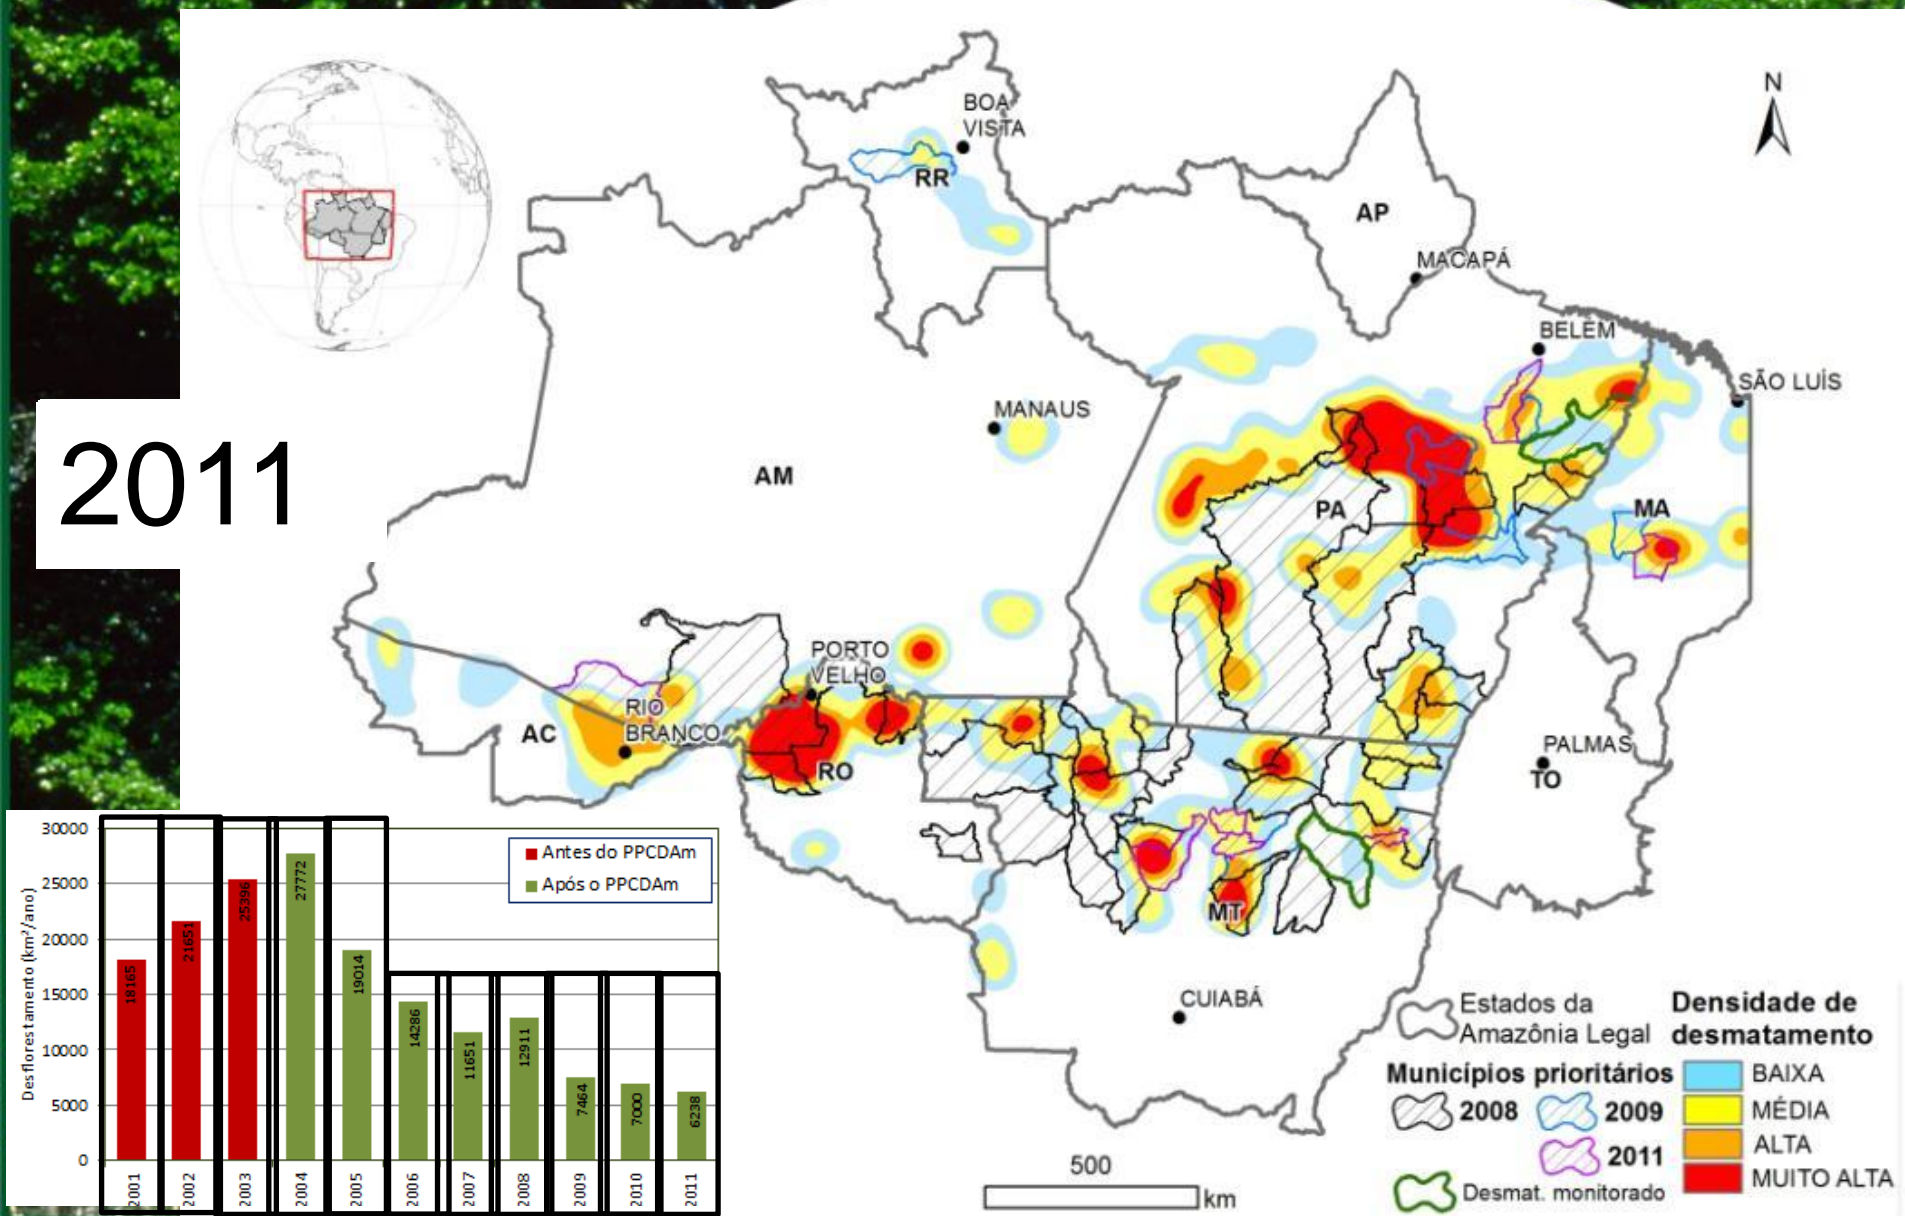 2011
N
BOA
VISTA
RR
AP
MACAPÁ
BELÉM
SÃO LUÍS
MANAUS
AM
PA
MA
PORTO
VELHO
RIO
BRANCO
AC
RO
PALMAS
TO
MT
CUIABÁ
Desflorestamento (km²/ano)
30000
25000
20000
15000
10000
5000
0
Antes do PPCDAm
Após o PPCDAm
18165
21651
25396
27772
19014
14286
11651
12911
7464
7000
6238
2001
2002
2003
2004
2005
2006
2007
2008
2009
2010
2011
500
km
Estados da
Amazônia Legal
Municípios prioritários
2008
2009
2011
Desmat. monitorado
Densidade de
desmatamento
BAIXA
MÉDIA
ALTA
MUITO ALTA